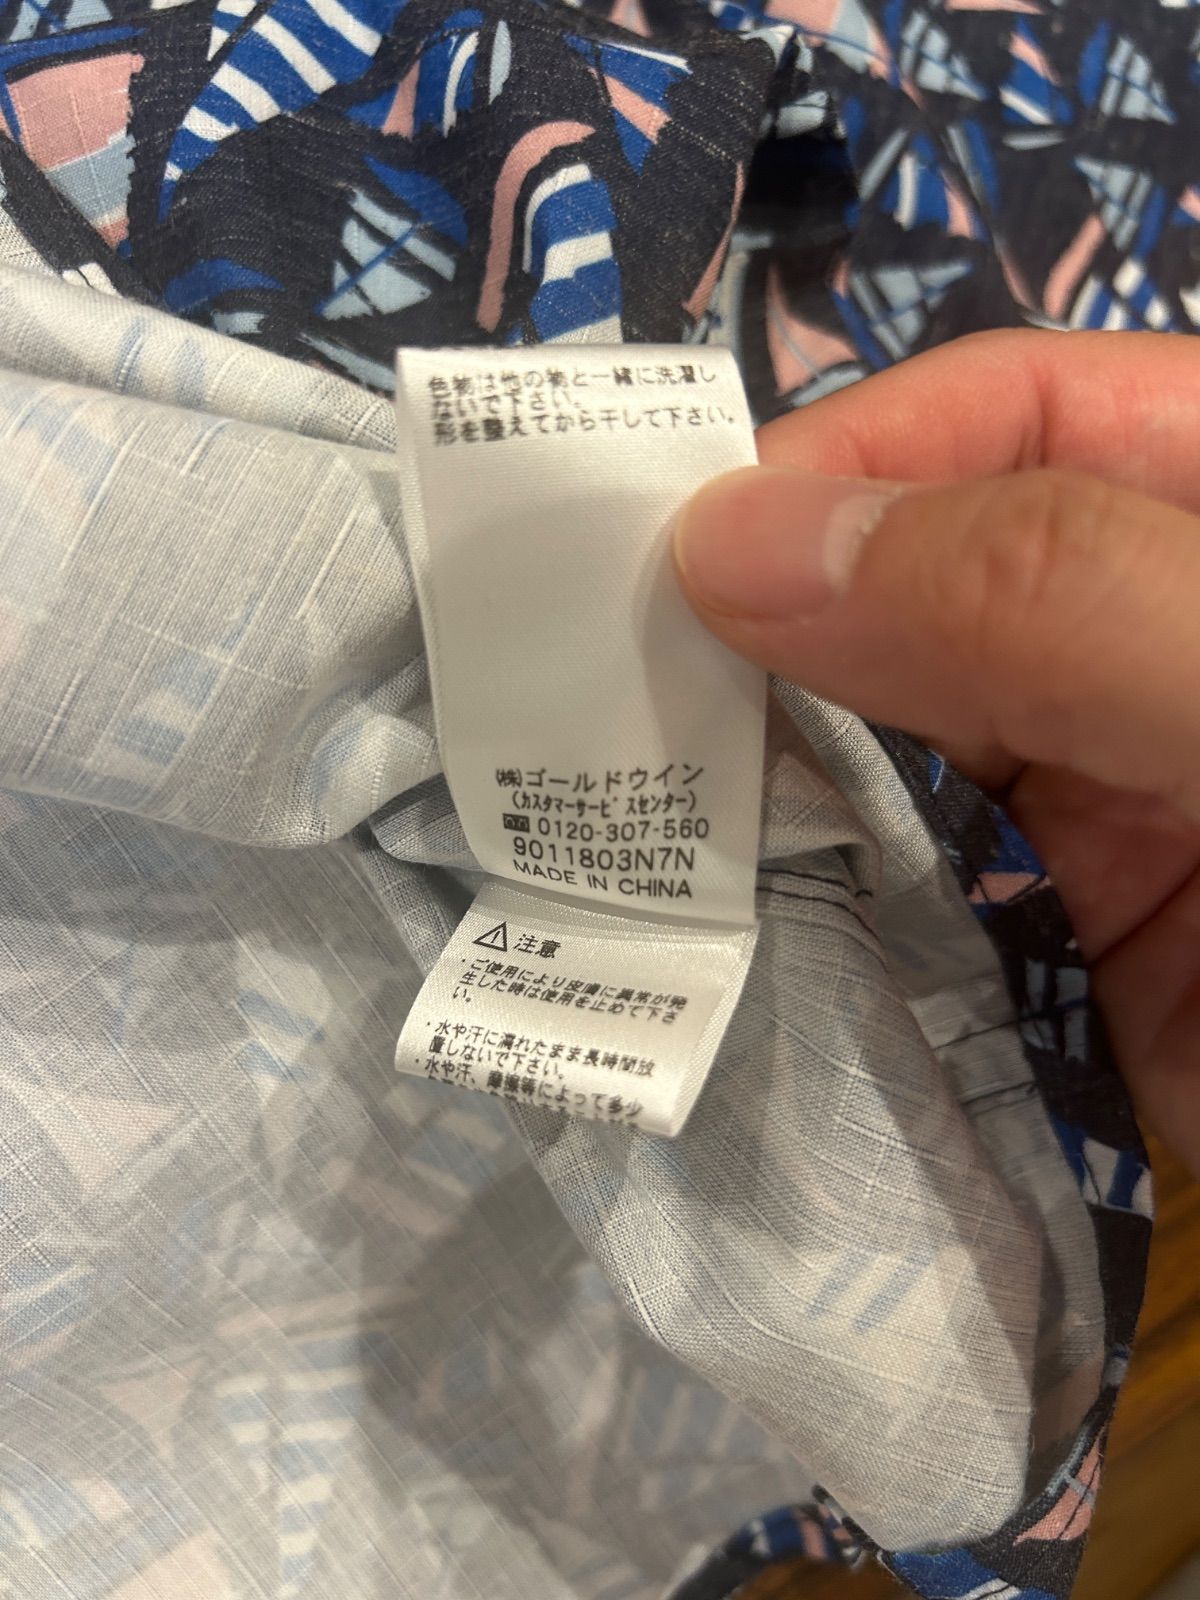 色物は他の物と一緒に洗濯し
ないで下さい。
形を整えてから干して下さい。
㈱ゴールドウイン
(カスタマーサービスセンター)
0120-307-560
9011803N7N
MADE IN CHINA
注意
・ご使用により皮膚に異常が発
生した時は使用を止めて下さ
い。
・水や汗に濡れたまま長時間放
置しないで下さい。
・水や汗、摩擦等によって多少